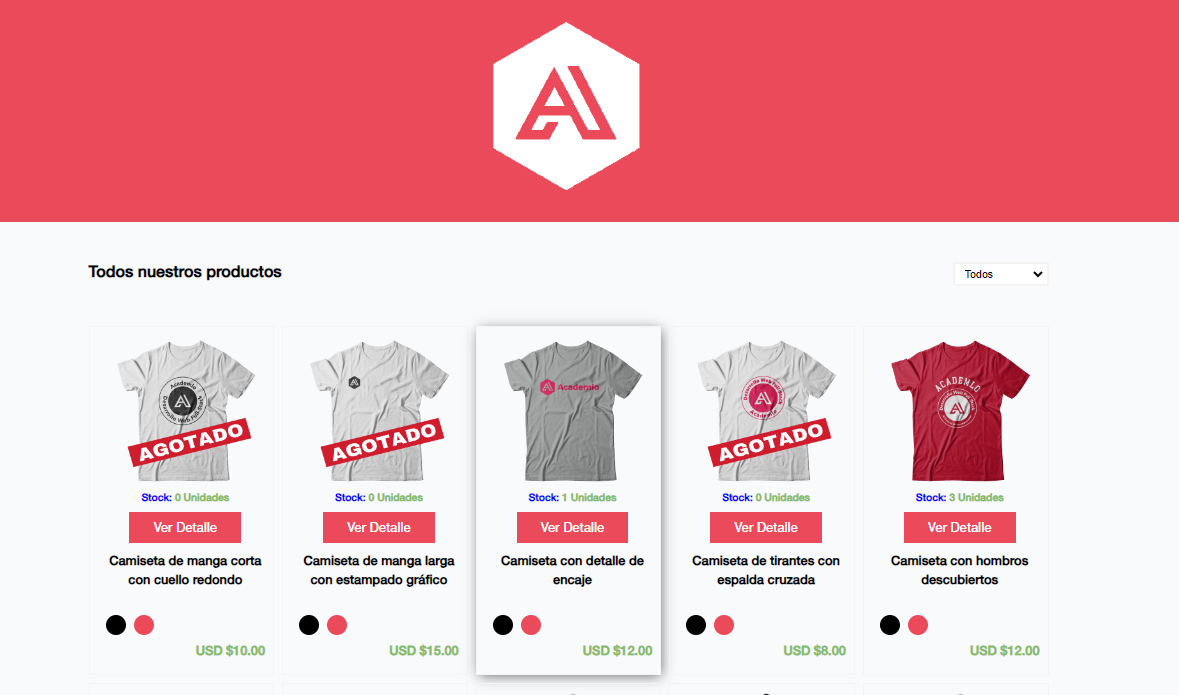 Todos nuestros productos
Todos
Academlo
Desarrollo Web Full-Stack
AGOTADO
Stock: 0 Unidades
Ver Detalle
Camiseta de manga corta
con cuello redondo
USD $10.00
AGOTADO
Stock: 0 Unidades
Ver Detalle
Camiseta de manga larga
con estampado gráfico
USD $15.00
Academlo
Stock: 1 Unidades
Ver Detalle
Camiseta con detalle de
encaje
USD $12.00
Desarrollo Web Full-Stack
Academlo
AGOTADO
Stock: 0 Unidades
Ver Detalle
Camiseta de tirantes con
espalda cruzada
USD $8.00
ACADEMLO
Stock: 3 Unidades
Ver Detalle
Camiseta con hombros
descubiertos
USD $12.00